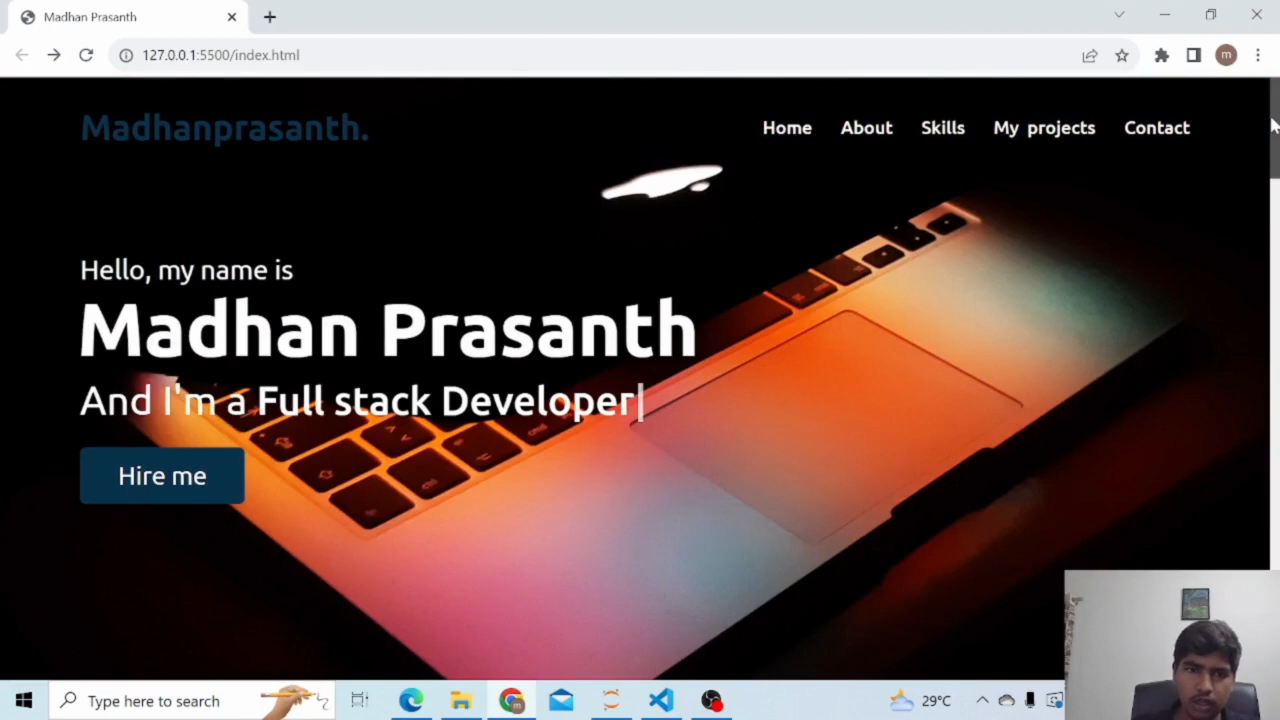 Madhan Prasanth
127.0.0.1:5500/index.html
m
Madhanprasanth.
Home About Skills My projects Contact
Hello, my name is
Madhan Prasanth
And I'm a Full stack Developer|
Hire me
Type here to search
29°C